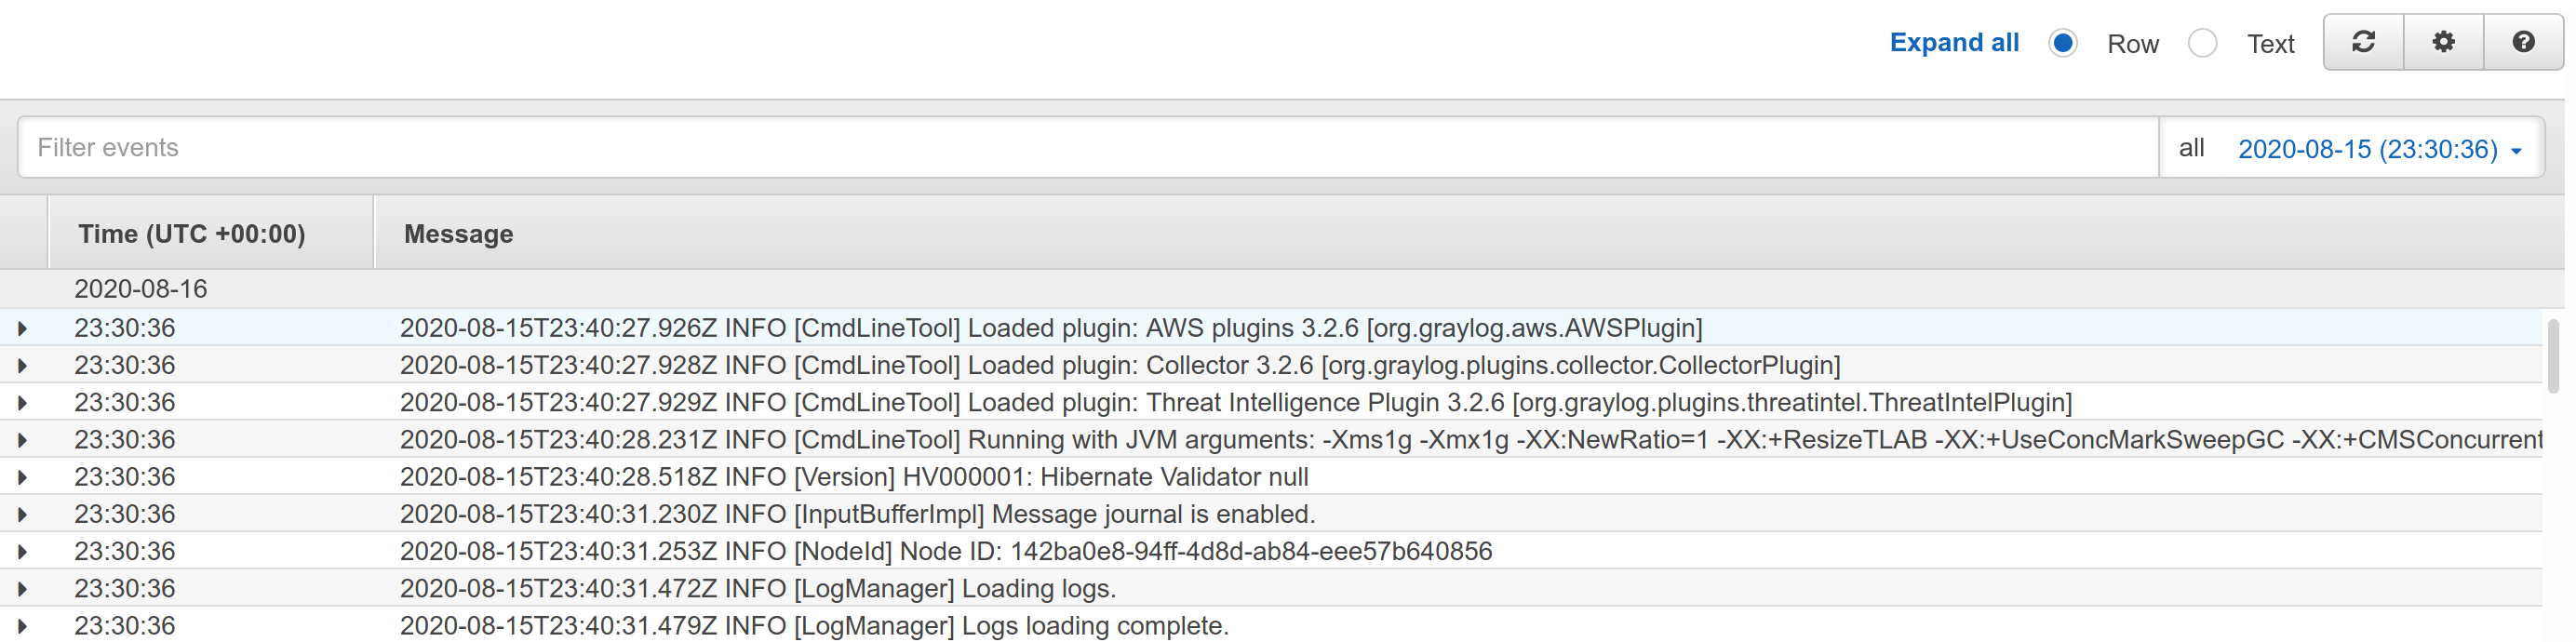 Expand all Row Text
Filter events all 2020-08-15 (23:30:36)
Time (UTC +00:00) Message
2020-08-16
23:30:36 2020-08-15T23:40:27.926Z INFO [CmdLineTool] Loaded plugin: AWS plugins 3.2.6 [org.graylog.aws.AWSPlugin]
23:30:36 2020-08-15T23:40:27.928Z INFO [CmdLineTool] Loaded plugin: Collector 3.2.6 [org.graylog.plugins.collector.CollectorPlugin]
23:30:36 2020-08-15T23:40:27.929Z INFO [CmdLineTool] Loaded plugin: Threat Intelligence Plugin 3.2.6 [org.graylog.plugins.threatintel.ThreatIntelPlugin]
23:30:36 2020-08-15T23:40:28.231Z INFO [CmdLineTool] Running with JVM arguments: -Xms1g -Xmx1g -XX:NewRatio=1 -XX:+ResizeTLAB -XX:+UseConcMarkSweepGC -XX:+CMSConcurrent
23:30:36 2020-08-15T23:40:28.518Z INFO [Version] HV000001: Hibernate Validator null
23:30:36 2020-08-15T23:40:31.230Z INFO [InputBufferImpl] Message journal is enabled.
23:30:36 2020-08-15T23:40:31.253Z INFO [NodeId] Node ID: 142ba0e8-94ff-4d8d-ab84-eee57b640856
23:30:36 2020-08-15T23:40:31.472Z INFO [LogManager] Loading logs.
23:30:36 2020-08-15T23:40:31.479Z INFO [LogManager] Logs loading complete.